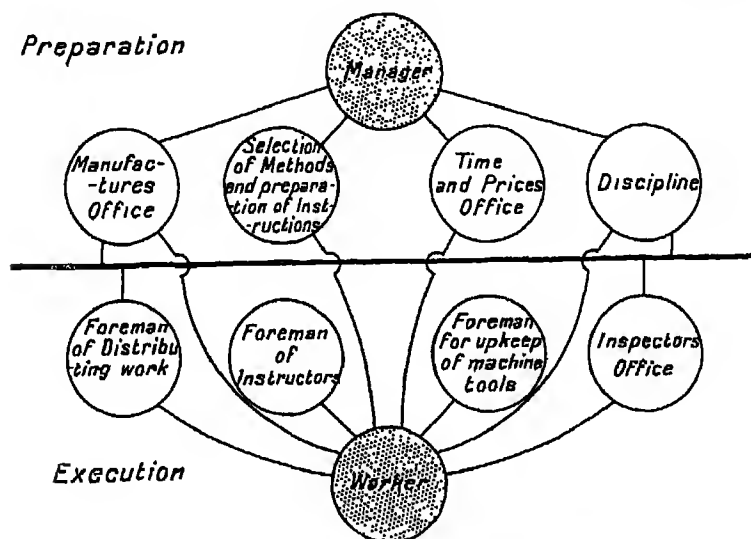 Preparation
Manager
Manufac-
-tures
Office
Selection
of Methods
and prepara-
-tion of Inst-
-ructions
Time
and Prices
Office
Discipline
Foreman
of Distribu
-ting work
Foreman
of
Instructors
Foreman
for upkeep
of machine
tools
Inspectors
Office
Execution
Worker